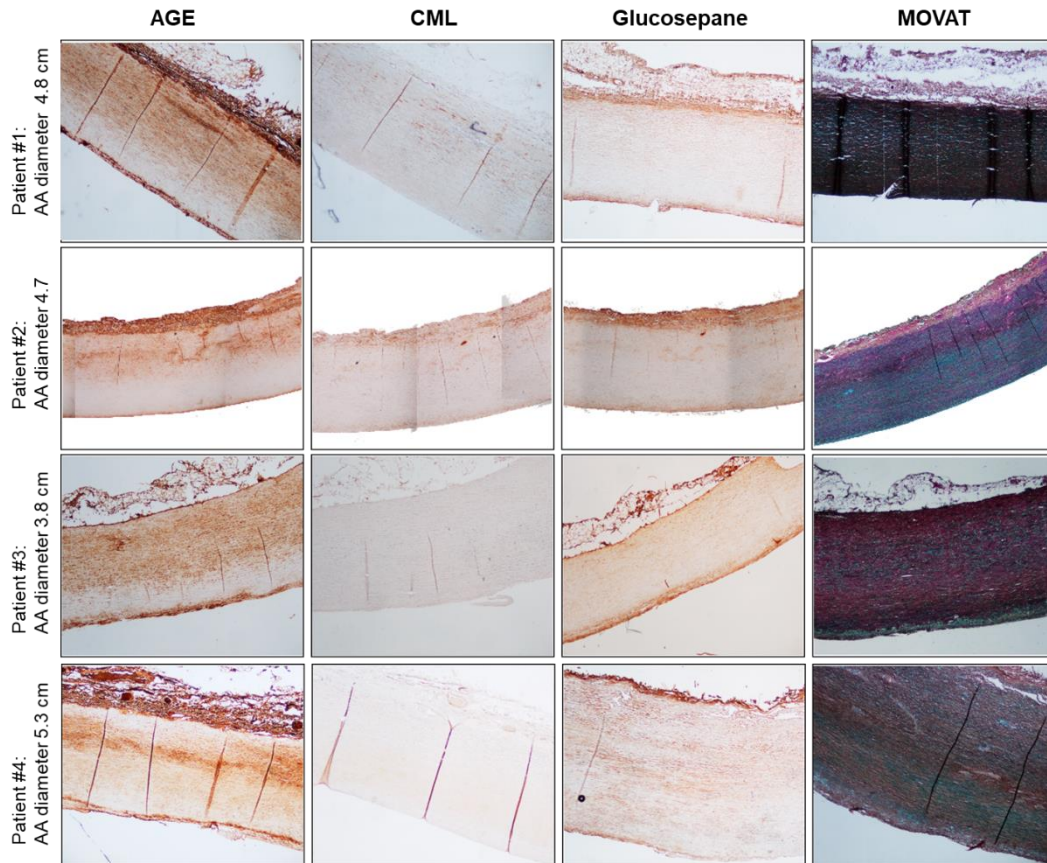 AGE
CML
Glucosepane
MOVAT
Patient #1:
AA diameter 4.8 cm
Patient #2:
AA diameter 4.7
Patient #3:
AA diameter 3.8 cm
Patient #4:
AA diameter 5.3 cm